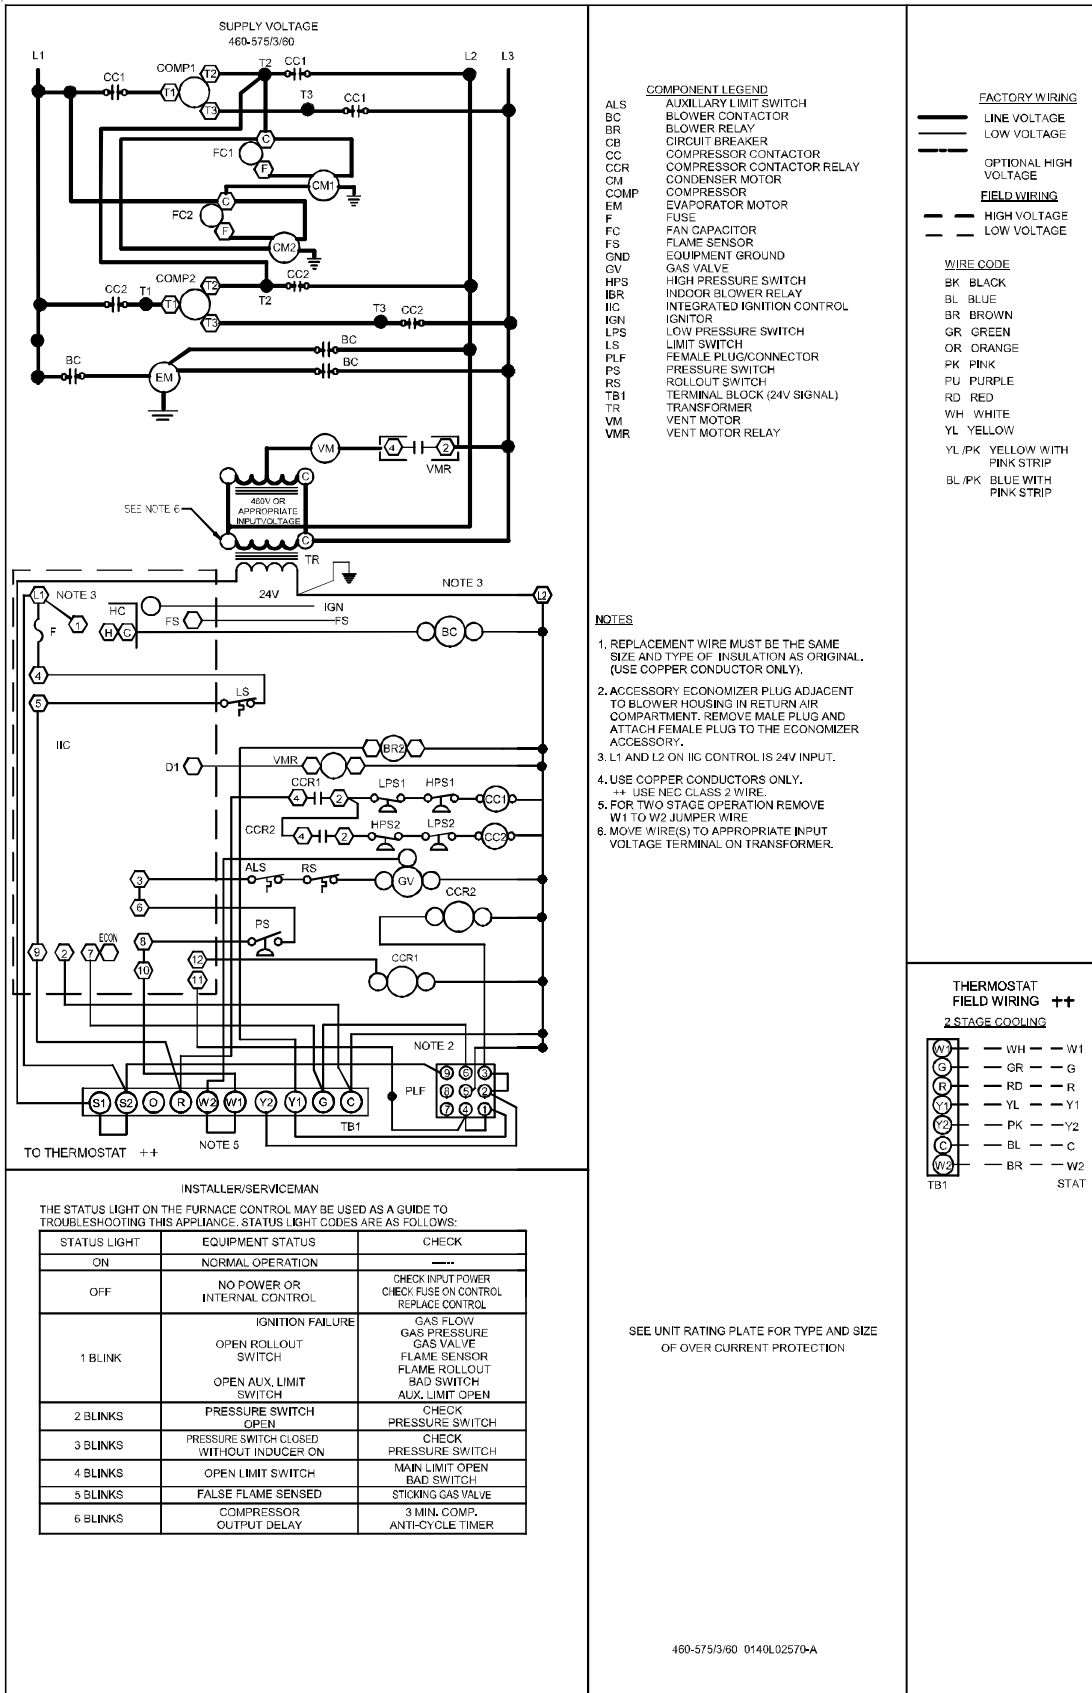 SUPPLY VOLTAGE
460-575/3/60
L1
L2
L3
CC1
COMP1
T1
T2
T3
T2
CC1
T3
CC1
C
FC1
F
CM1
C
FC2
F
CM2
CC2
T1
COMP2
T1
T2
T3
T2
CC2
T3
CC2
BC
EM
BC
BC
VM
4
2
VMR
C
460V OR
APPROPRIATE
INPUTVOLTAGE
SEE NOTE 6
C
TR
24V
NOTE 3
L1
NOTE 3
L2
1
HC
H
C
IGN
FS
FS
F
BC
4
5
LS
IIC
BR2
D1
VMR
CCR1
4
2
LPS1
HPS1
CC1
CCR2
4
2
HPS2
LPS2
CC2
ALS
RS
GV
3
6
CCR2
PS
ECON
9
2
7
8
10
12
11
CCR1
NOTE 2
PLF
9
6
3
8
5
2
7
4
1
S1
S2
O
R
W2
W1
Y2
Y1
G
C
TB1
TO THERMOSTAT ++
NOTE 5
INSTALLER/SERVICEMAN
THE STATUS LIGHT ON THE FURNACE CONTROL MAY BE USED AS A GUIDE TO
TROUBLESHOOTING THIS APPLIANCE. STATUS LIGHT CODES ARE AS FOLLOWS:
STATUS LIGHT EQUIPMENT STATUS CHECK
ON NORMAL OPERATION -----
OFF
NO POWER OR
INTERNAL CONTROL
CHECK INPUT POWER
CHECK FUSE ON CONTROL
REPLACE CONTROL
1 BLINK
IGNITION FAILURE
OPEN ROLLOUT
SWITCH
OPEN AUX. LIMIT
SWITCH
GAS FLOW
GAS PRESSURE
GAS VALVE
FLAME SENSOR
FLAME ROLLOUT
BAD SWITCH
AUX. LIMIT OPEN
2 BLINKS
PRESSURE SWITCH
OPEN
CHECK
PRESSURE SWITCH
3 BLINKS
PRESSURE SWITCH CLOSED
WITHOUT INDUCER ON
CHECK
PRESSURE SWITCH
4 BLINKS
OPEN LIMIT SWITCH
MAIN LIMIT OPEN
BAD SWITCH
5 BLINKS FALSE FLAME SENSED STICKING GAS VALVE
6 BLINKS
COMPRESSOR
OUTPUT DELAY
3 MIN. COMP.
ANTI-CYCLE TIMER
COMPONENT LEGEND
ALS AUXILLARY LIMIT SWITCH
BC BLOWER CONTACTOR
BR BLOWER RELAY
CB CIRCUIT BREAKER
CC COMPRESSOR CONTACTOR
CCR COMPRESSOR CONTACTOR RELAY
CM CONDENSER MOTOR
COMP COMPRESSOR
EM EVAPORATOR MOTOR
F FUSE
FC FAN CAPACITOR
FS FLAME SENSOR
GND EQUIPMENT GROUND
GV GAS VALVE
HPS HIGH PRESSURE SWITCH
IBR INDOOR BLOWER RELAY
IIC INTEGRATED IGNITION CONTROL
IGN IGNITOR
LPS LOW PRESSURE SWITCH
LS LIMIT SWITCH
PLF FEMALE PLUG/CONNECTOR
PS PRESSURE SWITCH
RS ROLLOUT SWITCH
TB1 TERMINAL BLOCK (24V SIGNAL)
TR TRANSFORMER
VM VENT MOTOR
VMR VENT MOTOR RELAY
NOTES
1. REPLACEMENT WIRE MUST BE THE SAME
SIZE AND TYPE OF INSULATION AS ORIGINAL.
(USE COPPER CONDUCTOR ONLY).
2. ACCESSORY ECONOMIZER PLUG ADJACENT
TO BLOWER HOUSING IN RETURN AIR
COMPARTMENT. REMOVE MALE PLUG AND
ATTACH FEMALE PLUG TO THE ECONOMIZER
ACCESSORY.
3. L1 AND L2 ON IIC CONTROL IS 24V INPUT.
4. USE COPPER CONDUCTORS ONLY.
++ USE NEC CLASS 2 WIRE.
5. FOR TWO STAGE OPERATION REMOVE
W1 TO W2 JUMPER WIRE
6. MOVE WIRE(S) TO APPROPRIATE INPUT
VOLTAGE TERMINAL ON TRANSFORMER.
SEE UNIT RATING PLATE FOR TYPE AND SIZE
OF OVER CURRENT PROTECTION
460-575/3/60 0140L02570-A
FACTORY WIRING
LINE VOLTAGE
LOW VOLTAGE
OPTIONAL HIGH
VOLTAGE
FIELD WIRING
HIGH VOLTAGE
LOW VOLTAGE
WIRE CODE
BK BLACK
BL BLUE
BR BROWN
GR GREEN
OR ORANGE
PK PINK
PU PURPLE
RD RED
WH WHITE
YL YELLOW
YL /PK YELLOW WITH
PINK STRIP
BL /PK BLUE WITH
PINK STRIP
THERMOSTAT
FIELD WIRING ++
2 STAGE COOLING
W1 WH W1
G GR G
R RD R
Y1 YL Y1
Y2 PK Y2
C BL C
W2 BR W2
TB1 STAT